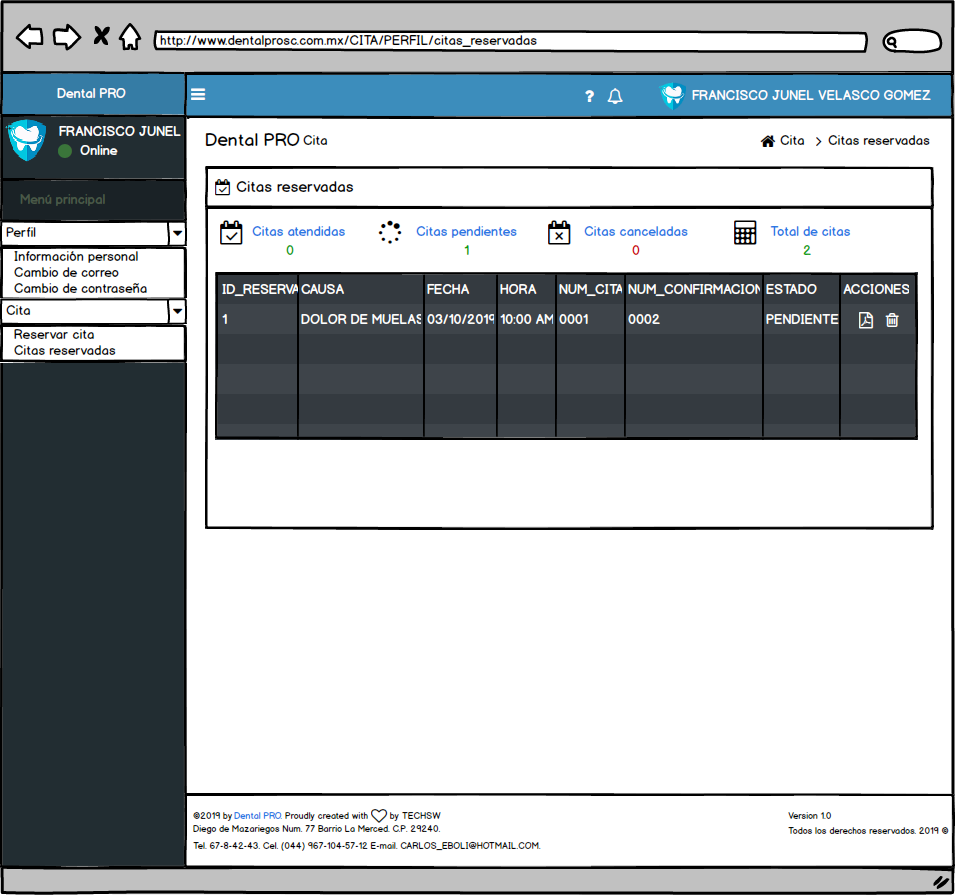 http://www.dentalprosc.com.mx/CITA/PERFIL/citas_reservadas
Dental PRO
? FRANCISCO JUNEL VELASCO GOMEZ
FRANCISCO JUNEL
Online
Menú principal
Perfil
Información personal
Cambio de correo
Cambio de contraseña
Cita
Reservar cita
Citas reservadas
Dental PRO Cita
Cita > Citas reservadas
Citas reservadas
Citas atendidas
0
Citas pendientes
1
Citas canceladas
0
Total de citas
2
ID_RESERVA CAUSA FECHA HORA NUM_CITA NUM_CONFIRMACION ESTADO ACCIONES
1 DOLOR DE MUELAS 03/10/2019 10:00 AM 0001 0002 PENDIENTE
©2019 by Dental PRO. Proudly created with by TECHSW
Diego de Mazariegos Num. 77 Barrio La Merced. C.P. 29240.
Tel. 67-8-42-43. Cel. (044) 967-104-57-12 E-mail. CARLOS_EBOLI@HOTMAIL.COM.
Version 1.0
Todos los derechos reservados. 2019 ©